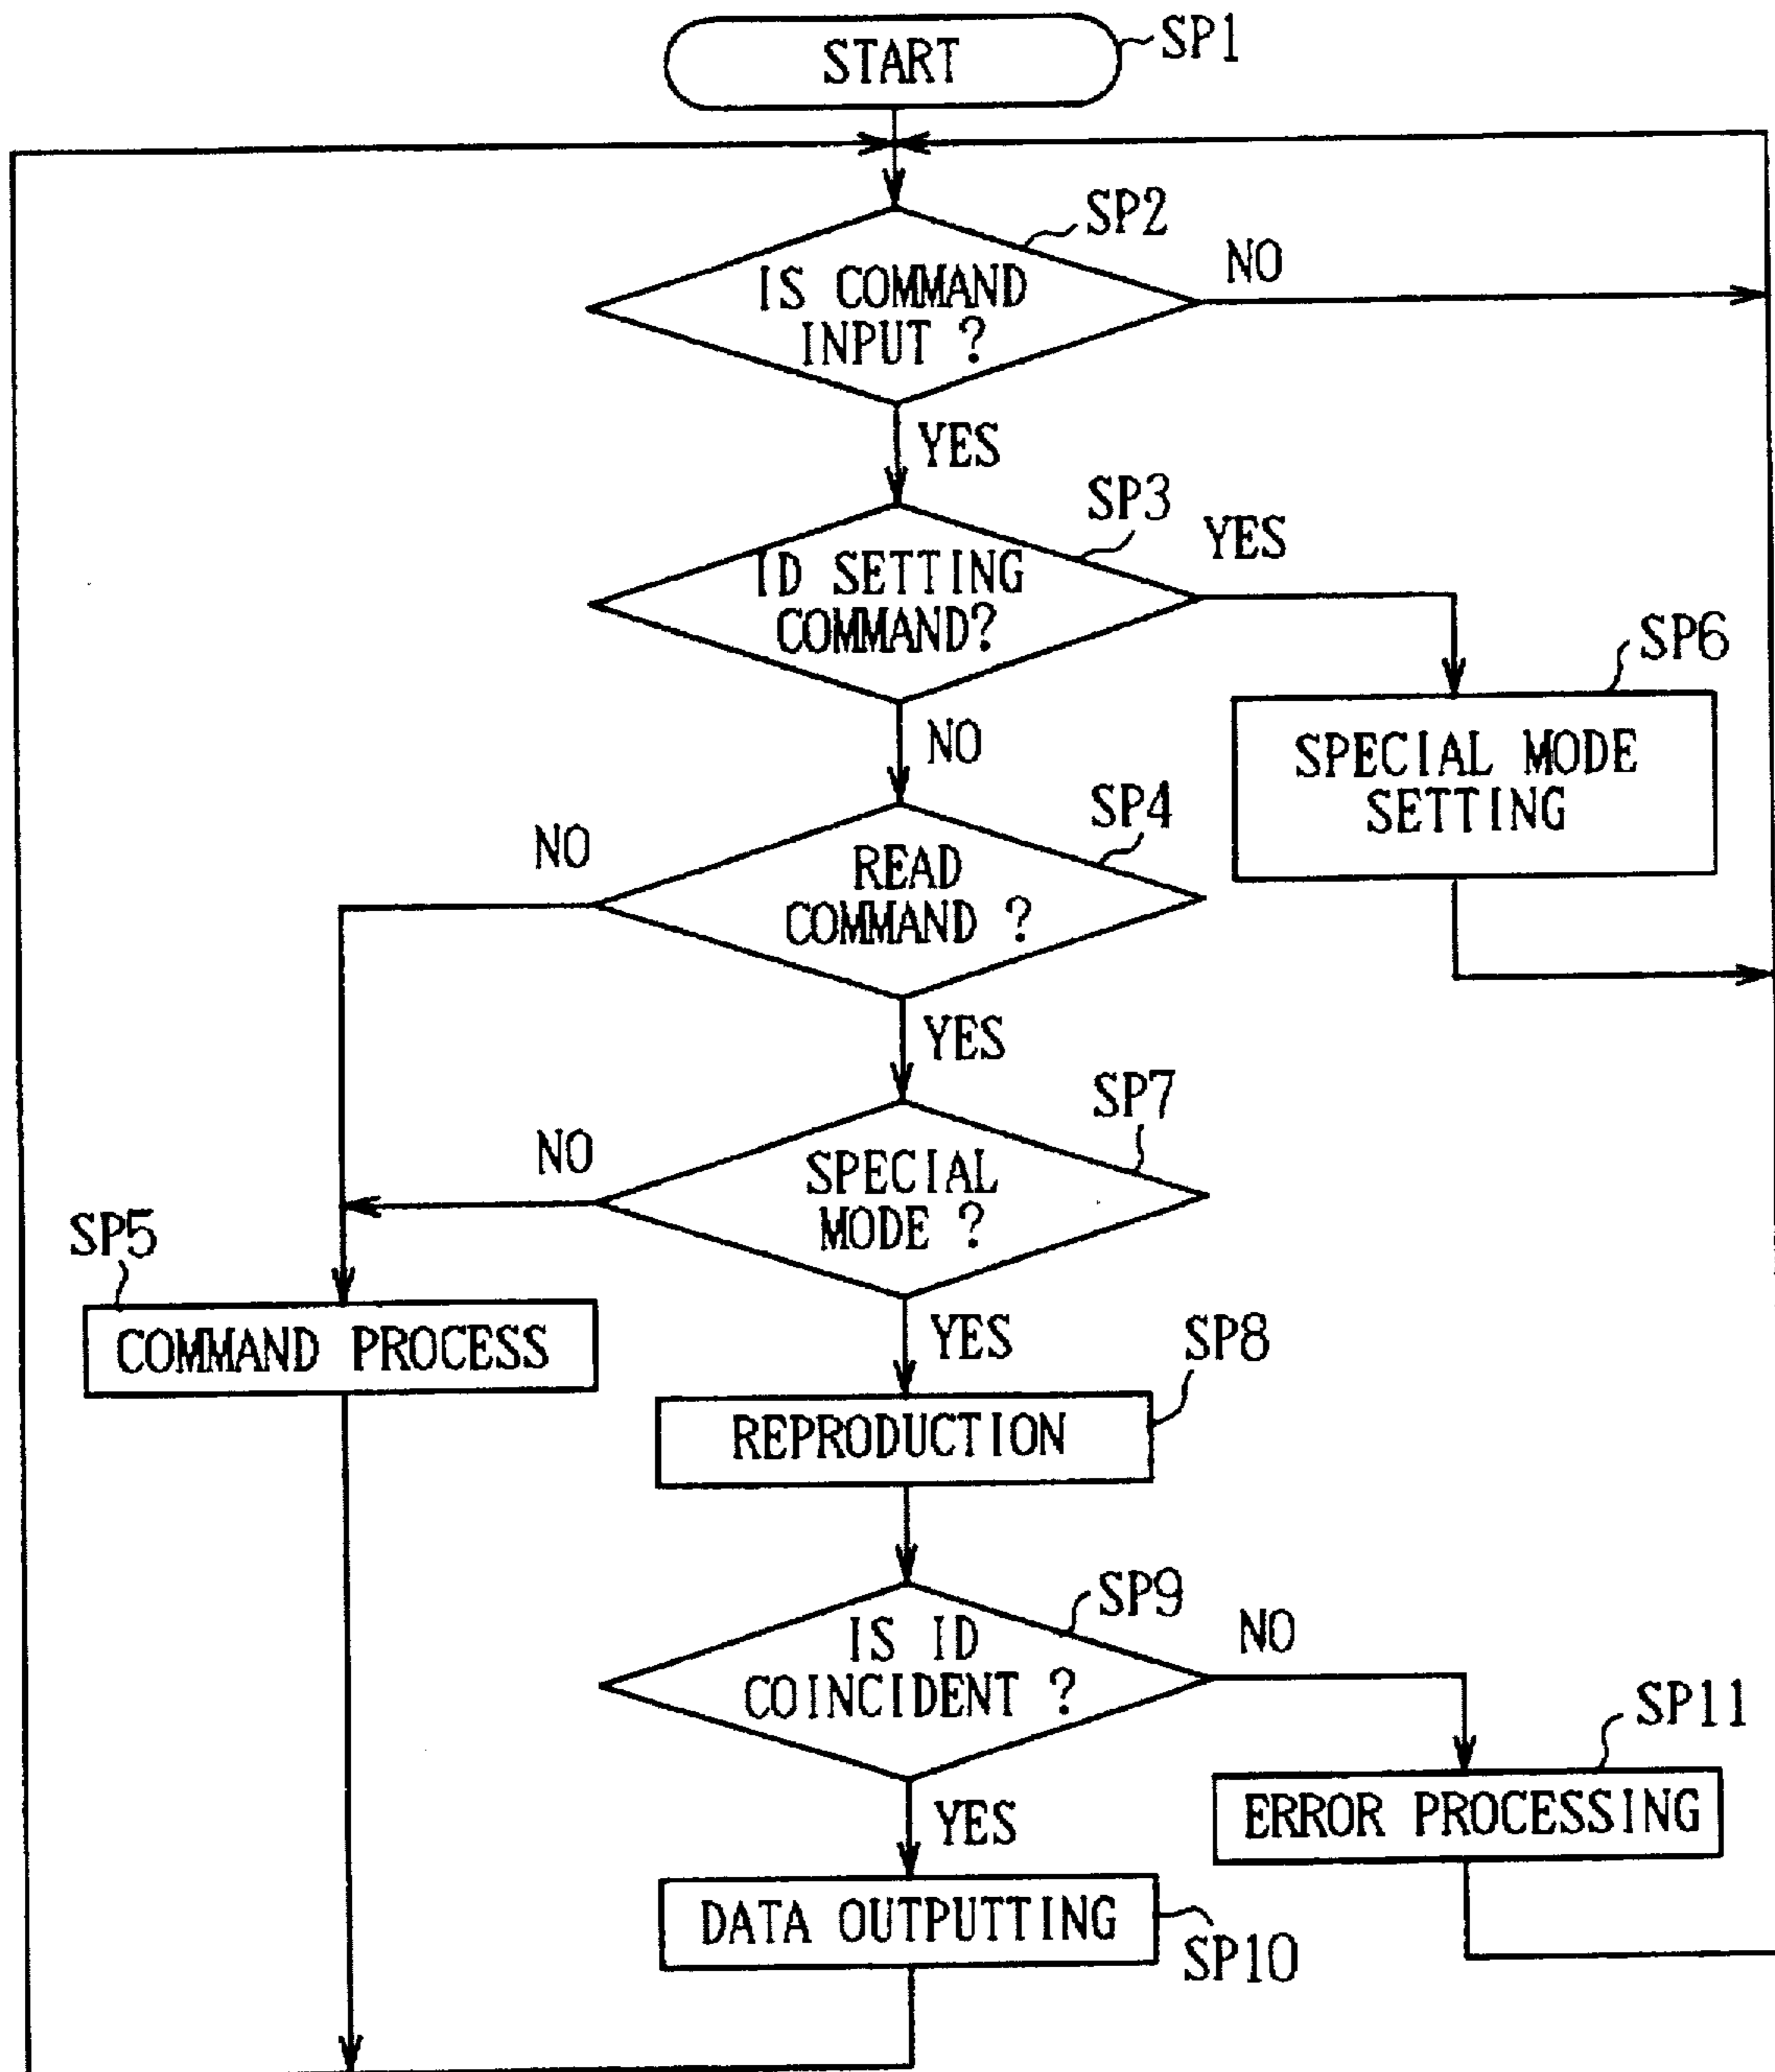 START
SP1
SP2
IS COMMAND
INPUT ?
NO
YES
SP3
YES
ID SETTING
COMMAND?
SP6
NO
SPECIAL MODE
SETTING
SP4
NO
READ
COMMAND ?
YES
SP7
NO
SPECIAL
MODE ?
SP5
COMMAND PROCESS
YES
SP8
REPRODUCTION
SP9
NO
IS ID
COINCIDENT ?
SP11
YES
ERROR PROCESSING
DATA OUTPUTTING
SP10